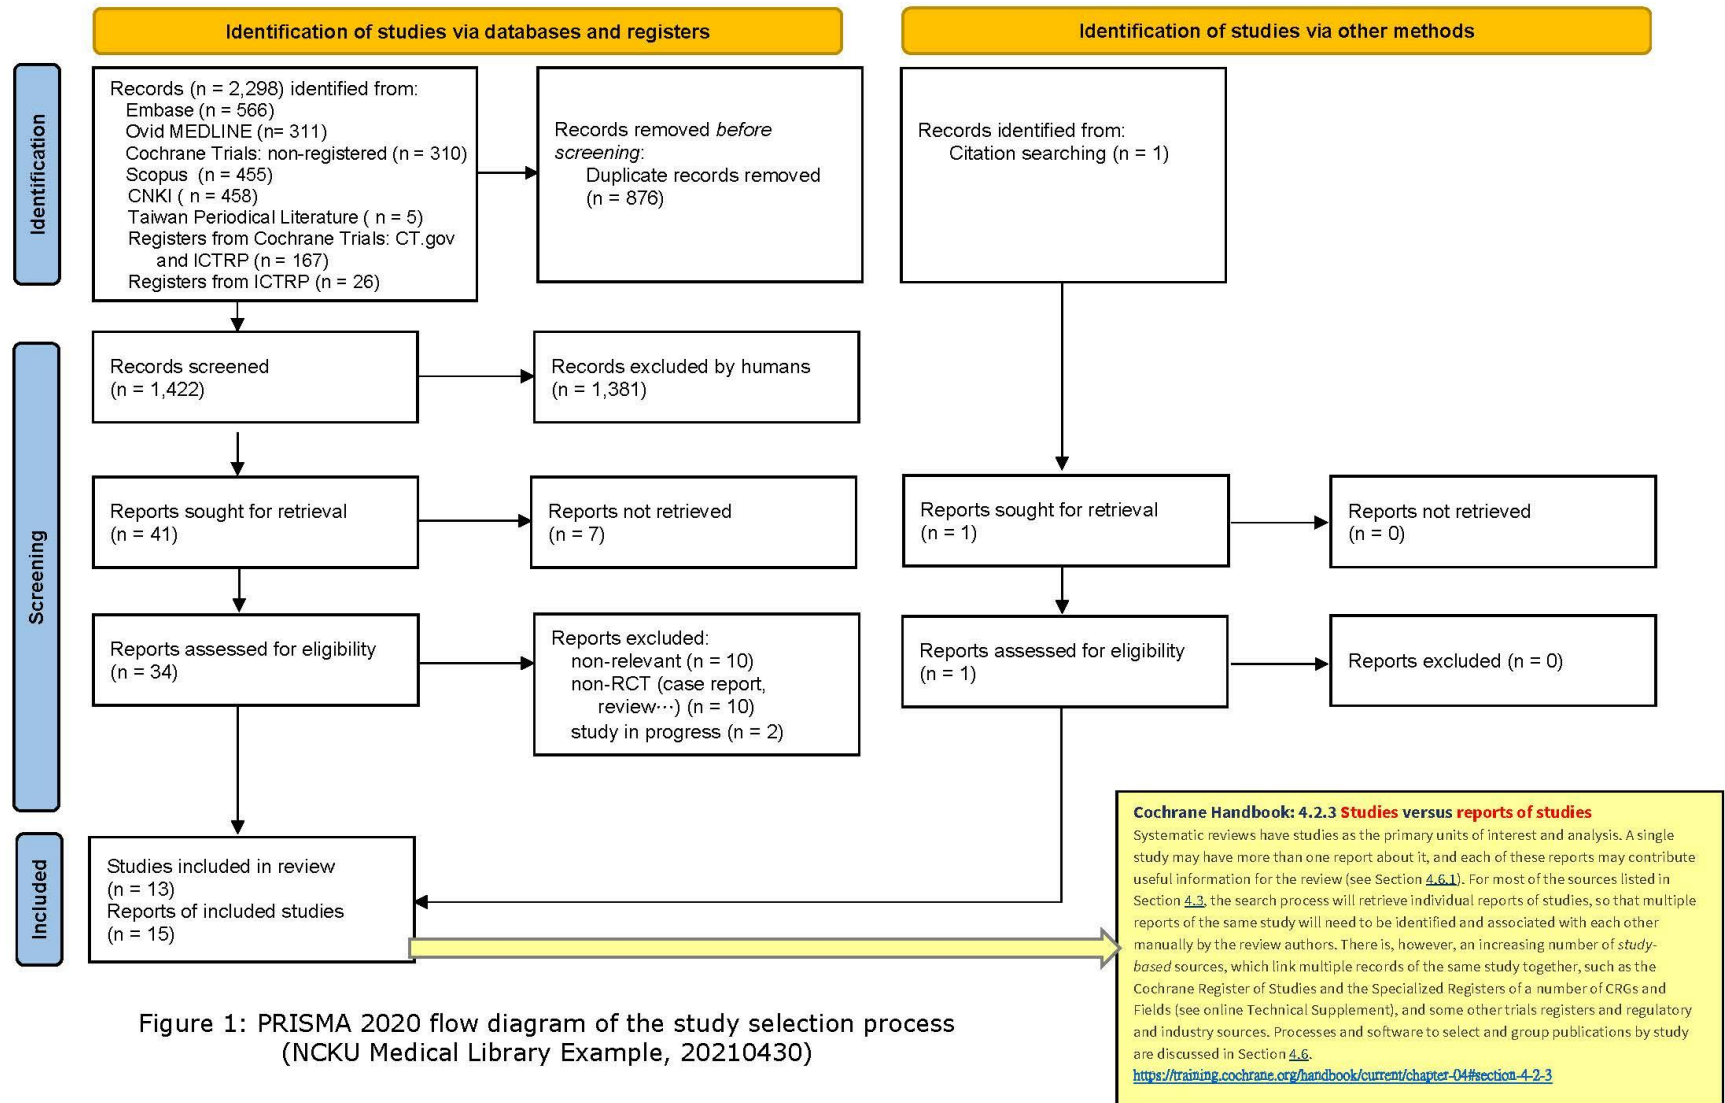 Identification of studies via databases and registers
Identification of studies via other methods
Identification
Records (n = 2,298) identified from:
Embase (n = 566)
Ovid MEDLINE (n= 311)
Cochrane Trials: non-registered (n = 310)
Scopus (n = 455)
CNKI ( n = 458)
Taiwan Periodical Literature ( n = 5)
Registers from Cochrane Trials: CT.gov
and ICTRP (n = 167)
Registers from ICTRP (n = 26)
Records removed before
screening:
Duplicate records removed
(n = 876)
Records identified from:
Citation searching (n = 1)
Screening
Records screened
(n = 1,422)
Records excluded by humans
(n = 1,381)
Reports sought for retrieval
(n = 41)
Reports not retrieved
(n = 7)
Reports sought for retrieval
(n = 1)
Reports not retrieved
(n = 0)
Reports assessed for eligibility
(n = 34)
Reports excluded:
non-relevant (n = 10)
non-RCT (case report,
review⋯) (n = 10)
study in progress (n = 2)
Reports assessed for eligibility
(n = 1)
Reports excluded (n = 0)
Included
Studies included in review
(n = 13)
Reports of included studies
(n = 15)
Cochrane Handbook: 4.2.3 Studies versus reports of studies
Systematic reviews have studies as the primary units of interest and analysis. A single
study may have more than one report about it, and each of these reports may contribute
useful information for the review (see Section 4.6.1). For most of the sources listed in
Section 4.3, the search process will retrieve individual reports of studies, so that multiple
reports of the same study will need to be identified and associated with each other
manually by the review authors. There is, however, an increasing number of study-
based sources, which link multiple records of the same study together, such as the
Cochrane Register of Studies and the Specialized Registers of a number of CRGs and
Fields (see online Technical Supplement), and some other trials registers and regulatory
and industry sources. Processes and software to select and group publications by study
are discussed in Section 4.6.
https://training.cochrane.org/handbook/current/chapter-04#section-4-2-3
Figure 1: PRISMA 2020 flow diagram of the study selection process
(NCKU Medical Library Example, 20210430)